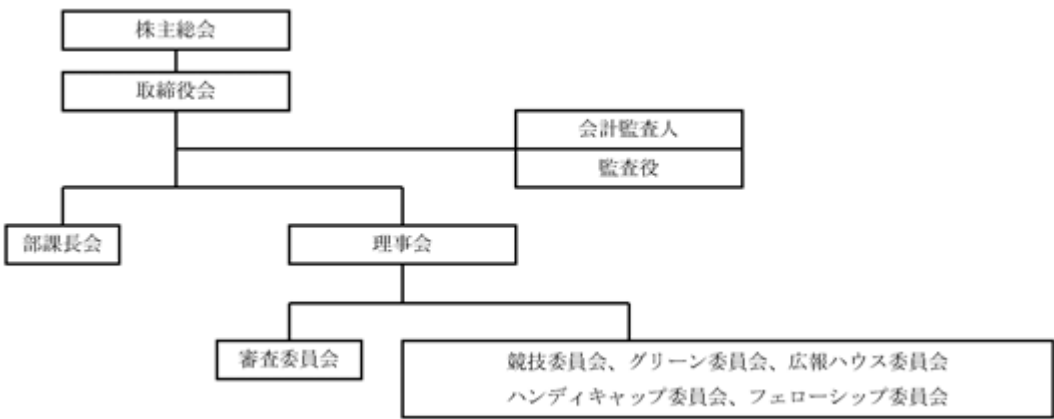 株主総会
取締役会
会計監査人
監査役
部課長会
理事会
審査委員会
競技委員会、グリーン委員会、広報ハウス委員会
ハンディキャップ委員会、フェローシップ委員会